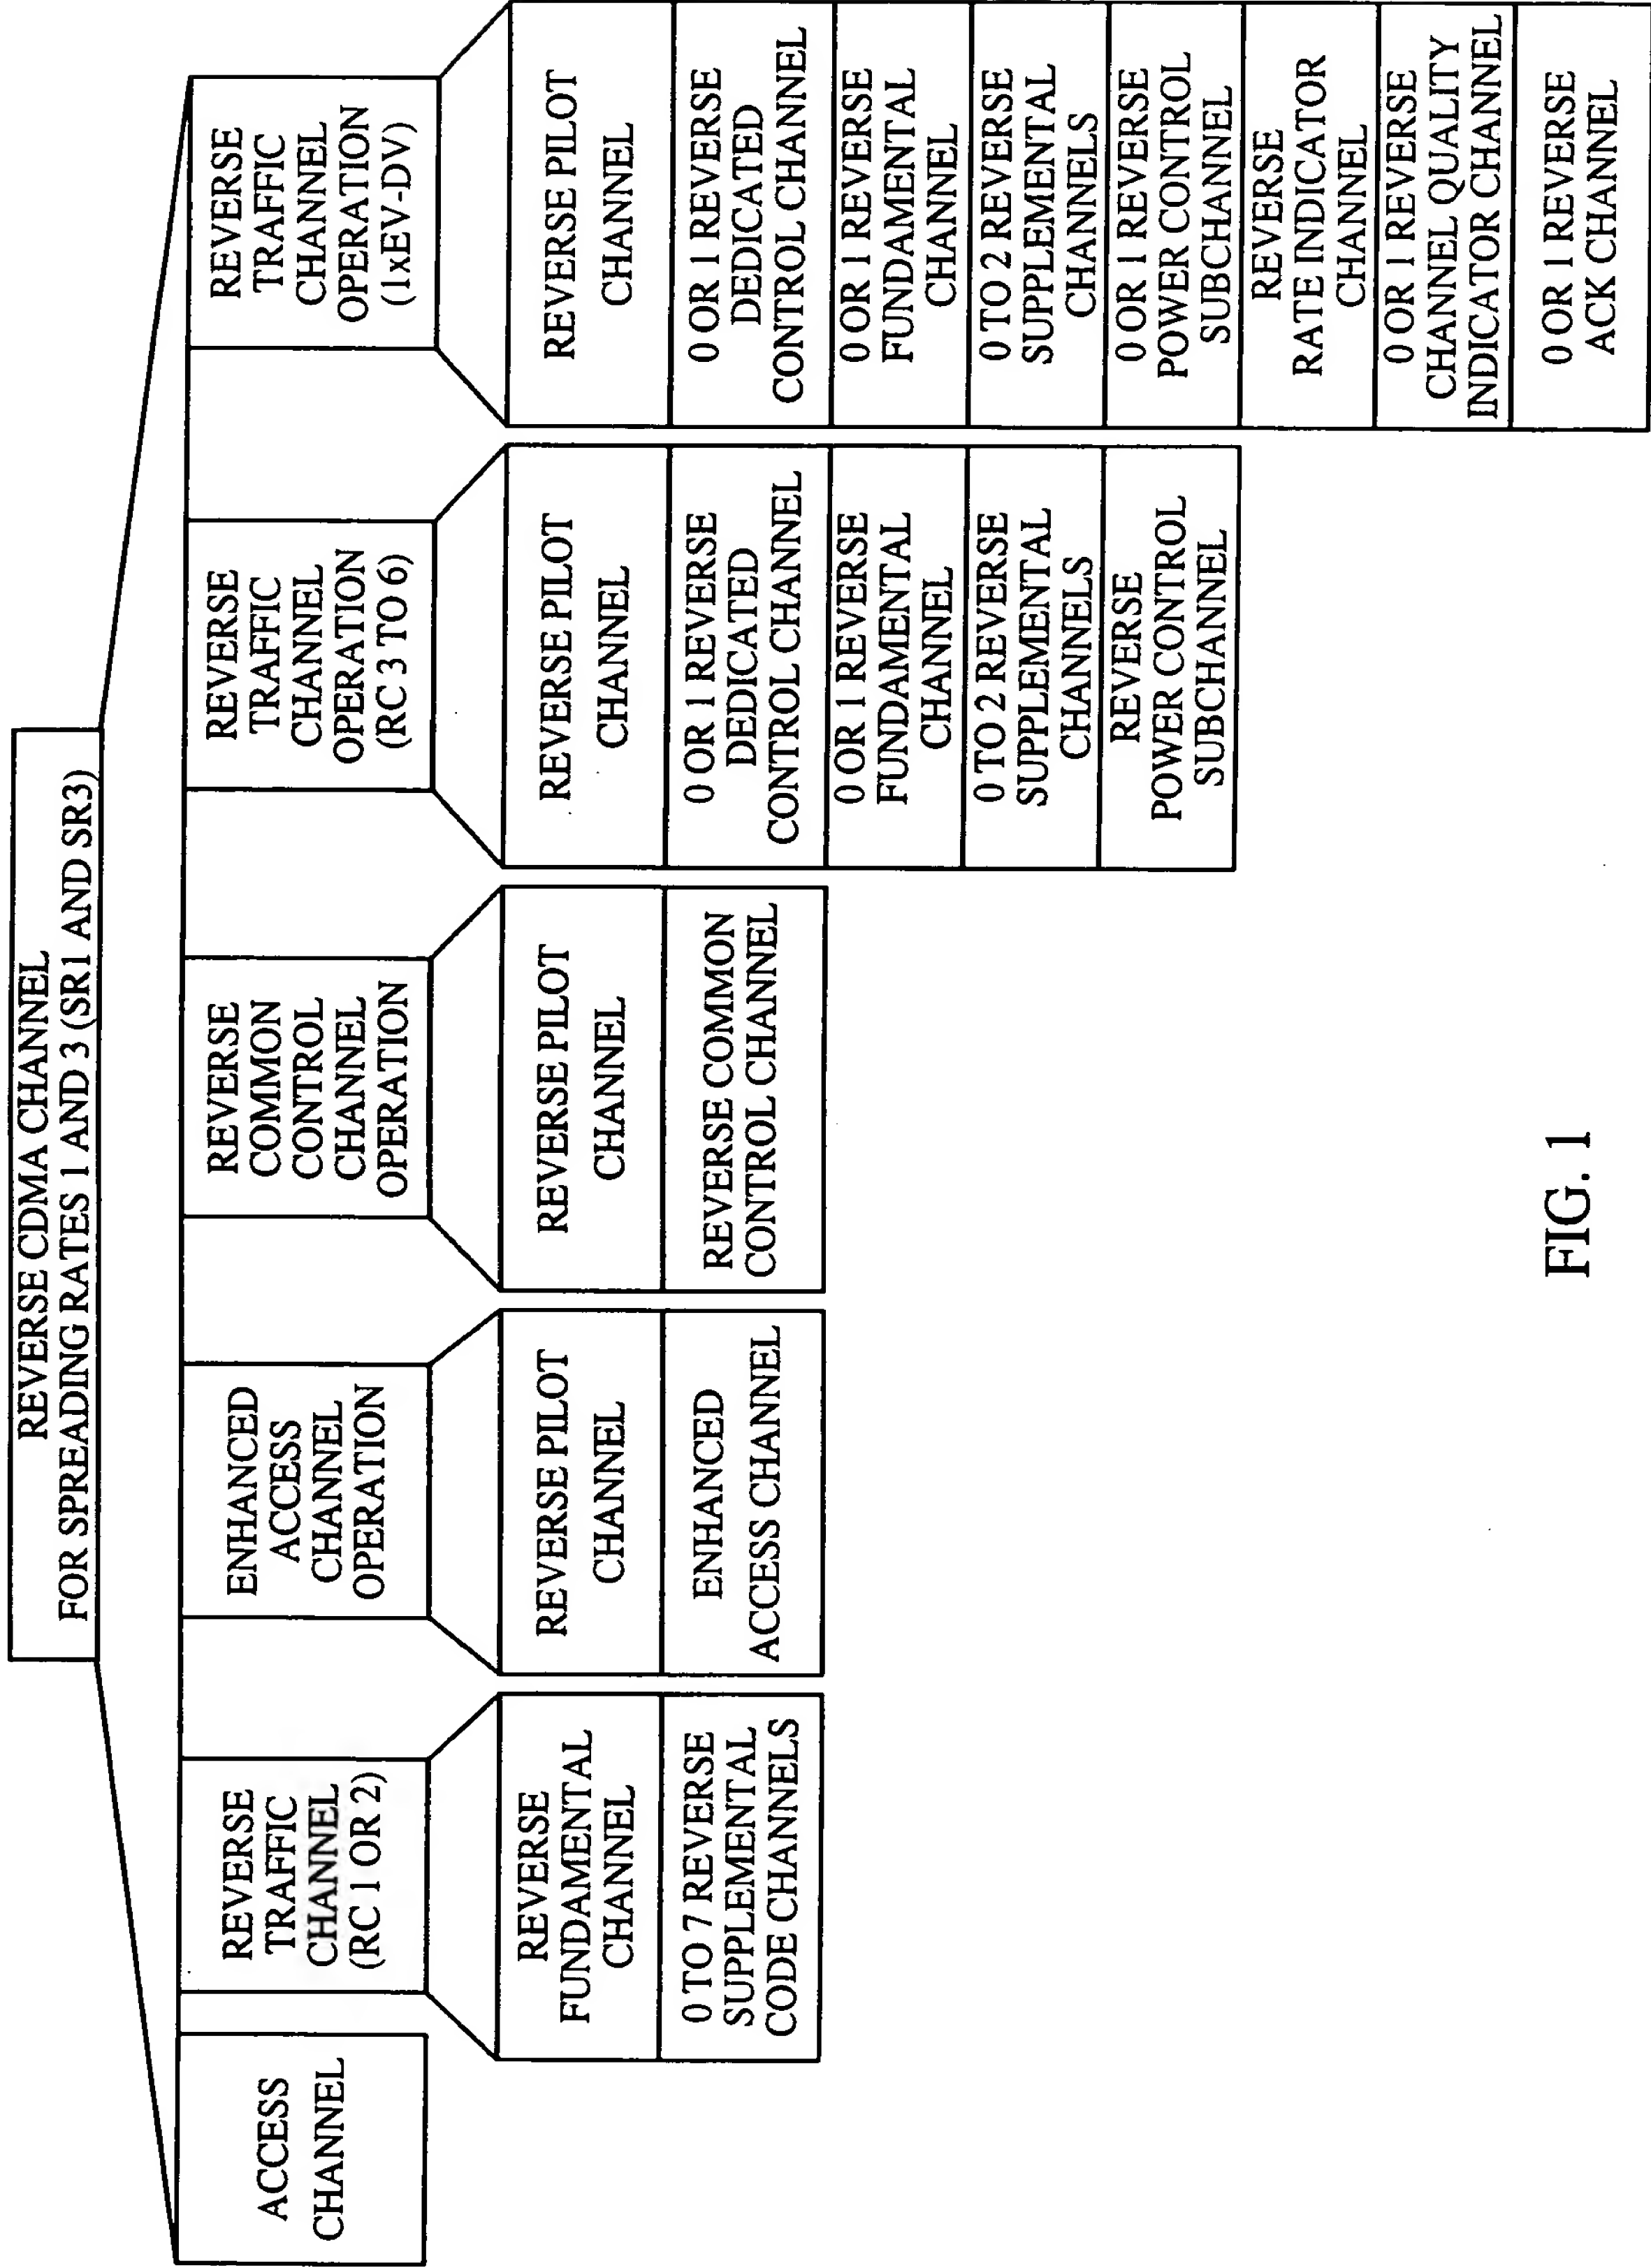 REVERSE CDMA CHANNEL
FOR SPREADING RATES 1 AND 3 (SR1 AND SR3)
ACCESS
CHANNEL
REVERSE
TRAFFIC
CHANNEL
(RC 1 OR 2)
REVERSE
FUNDAMENTAL
CHANNEL
0 TO 7 REVERSE
SUPPLEMENTAL
CODE CHANNELS
ENHANCED
ACCESS
CHANNEL
OPERATION
REVERSE PILOT
CHANNEL
ENHANCED
ACCESS CHANNEL
REVERSE
COMMON
CONTROL
CHANNEL
OPERATION
REVERSE PILOT
CHANNEL
REVERSE COMMON
CONTROL CHANNEL
REVERSE
TRAFFIC
CHANNEL
OPERATION
(RC 3 TO 6)
REVERSE PILOT
CHANNEL
0 OR 1 REVERSE
DEDICATED
CONTROL CHANNEL
0 OR 1 REVERSE
FUNDAMENTAL
CHANNEL
0 TO 2 REVERSE
SUPPLEMENTAL
CHANNELS
REVERSE
POWER CONTROL
SUBCHANNEL
REVERSE
TRAFFIC
CHANNEL
OPERATION
(1xEV-DV)
REVERSE PILOT
CHANNEL
0 OR 1 REVERSE
DEDICATED
CONTROL CHANNEL
0 OR 1 REVERSE
FUNDAMENTAL
CHANNEL
0 TO 2 REVERSE
SUPPLEMENTAL
CHANNELS
0 OR 1 REVERSE
POWER CONTROL
SUBCHANNEL
REVERSE
RATE INDICATOR
CHANNEL
0 OR 1 REVERSE
CHANNEL QUALITY
INDICATOR CHANNEL
0 OR 1 REVERSE
ACK CHANNEL
FIG. 1